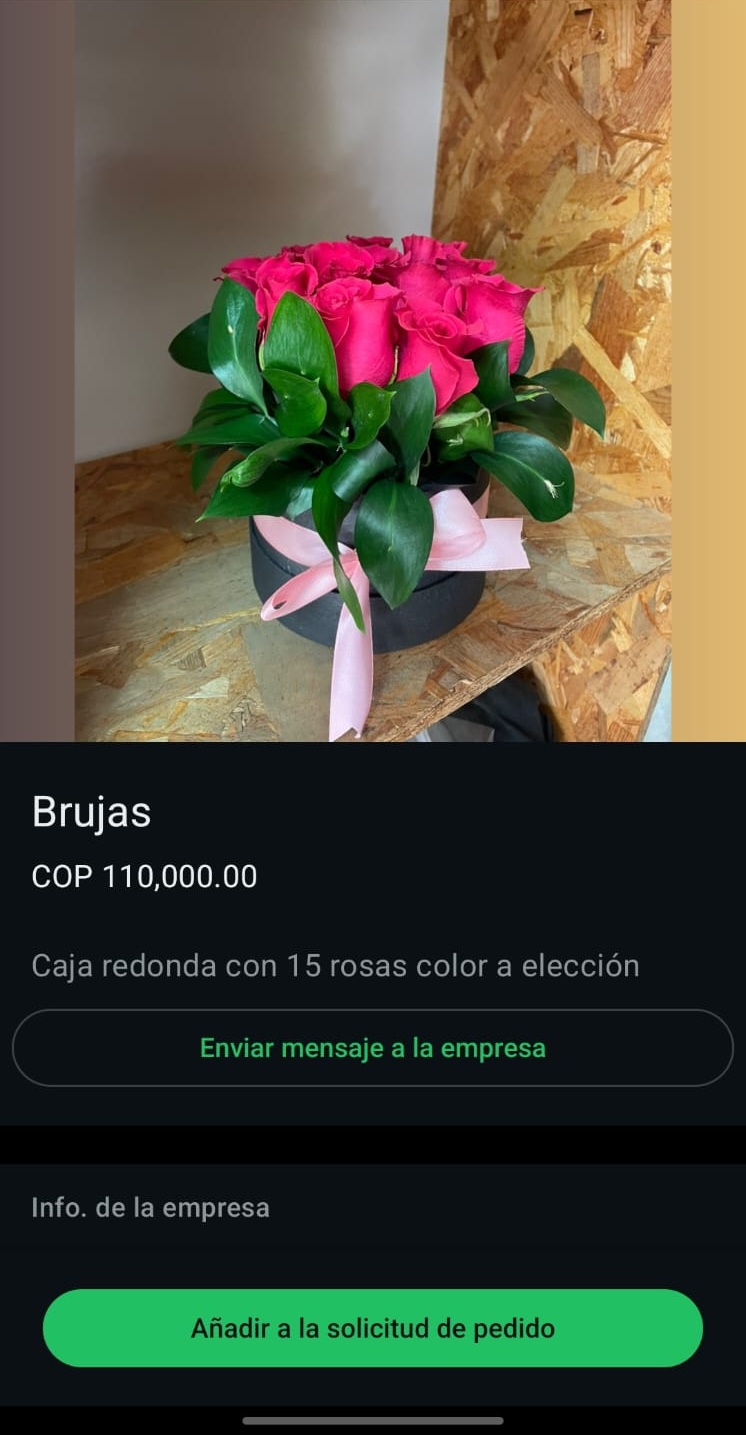 Brujas
COP 110,000.00
Caja redonda con 15 rosas color a elección
Enviar mensaje a la empresa
Info. de la empresa
Añadir a la solicitud de pedido